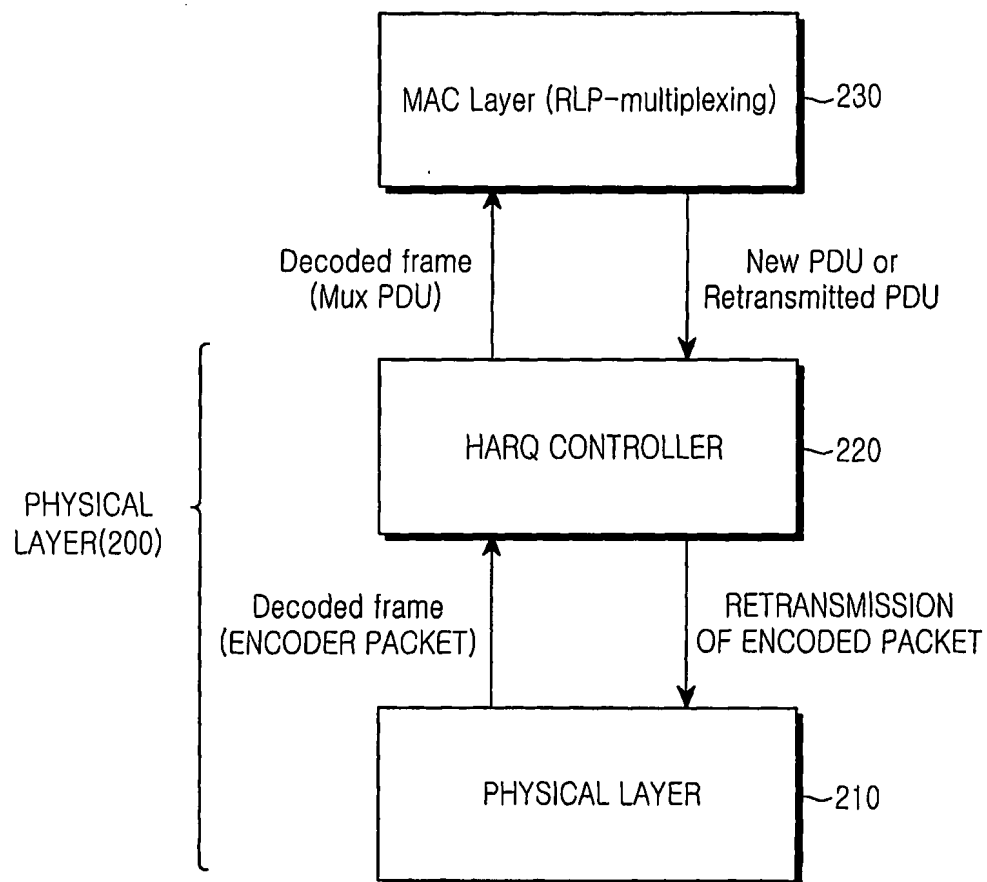 MAC Layer (RLP-multiplexing)
230
Decoded frame
(Mux PDU)
New PDU or
Retransmitted PDU
HARQ CONTROLLER
220
PHYSICAL
LAYER(200)
Decoded frame
(ENCODER PACKET)
RETRANSMISSION
OF ENCODED PACKET
PHYSICAL LAYER
210